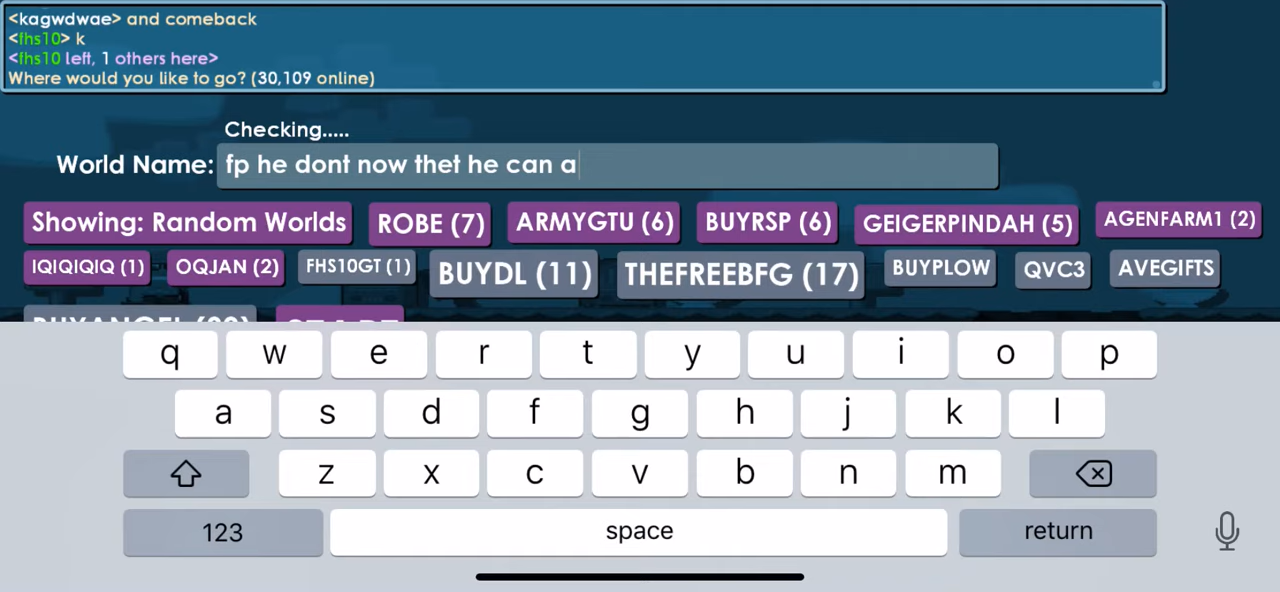 <kagwdwae> and comeback
<fhs10> k
<fhs10 left, 1 others here>
Where would you like to go? (30,109 online)
Checking.....
World Name: fp he dont now thet he can a
Showing: Random Worlds ROBE (7) ARMYGTU (6) BUYRSP (6) GEIGERPINDAH (5) AGENFARM1 (2)
IQIQIQIQ (1) OQJAN (2) FHS10GT (1) BUYDL (11) THEFREEBFG (17) BUYPLOW QVC3 AVEGIFTS
q w e r t y u i o p
a s d f g h j k l
z x c v b n m
123 space return